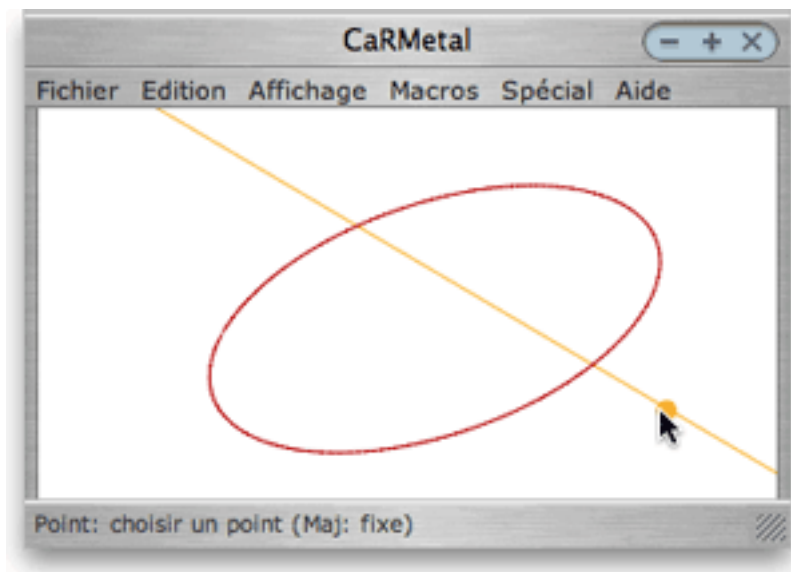 CaRMetal
Fichier Edition Affichage Macros Spécial Aide
Point: choisir un point (Maj: fixe)